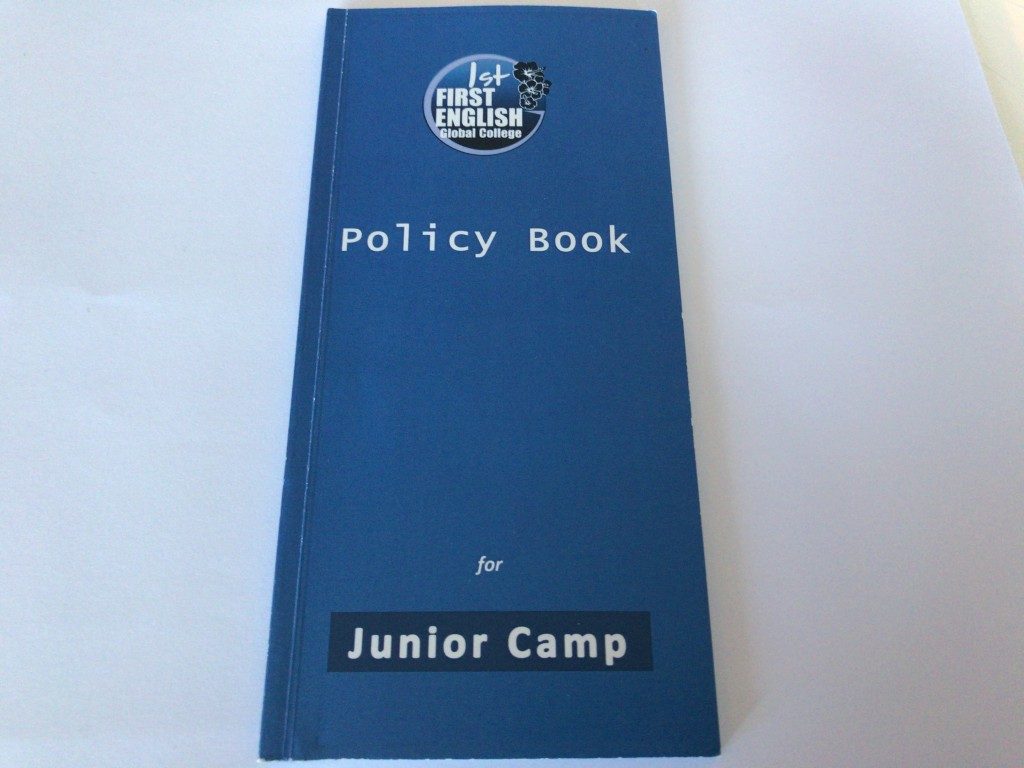 1st
FIRST
ENGLISH
Global College
Policy Book
for
Junior Camp